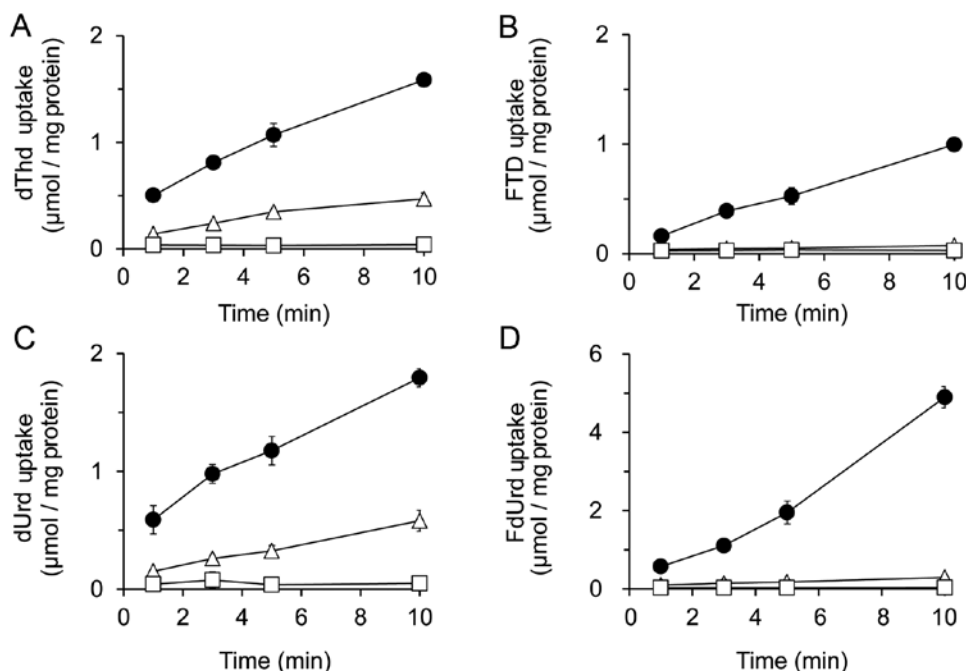 A
dThd uptake
(µmol / mg protein)
2
1
0
0 2 4 6 8 10
Time (min)
B
FTD uptake
(µmol / mg protein)
2
1
0
0 2 4 6 8 10
Time (min)
C
dUrd uptake
(µmol / mg protein)
2
1
0
0 2 4 6 8 10
Time (min)
D
FdUrd uptake
(µmol / mg protein)
6
4
2
0
0 2 4 6 8 10
Time (min)